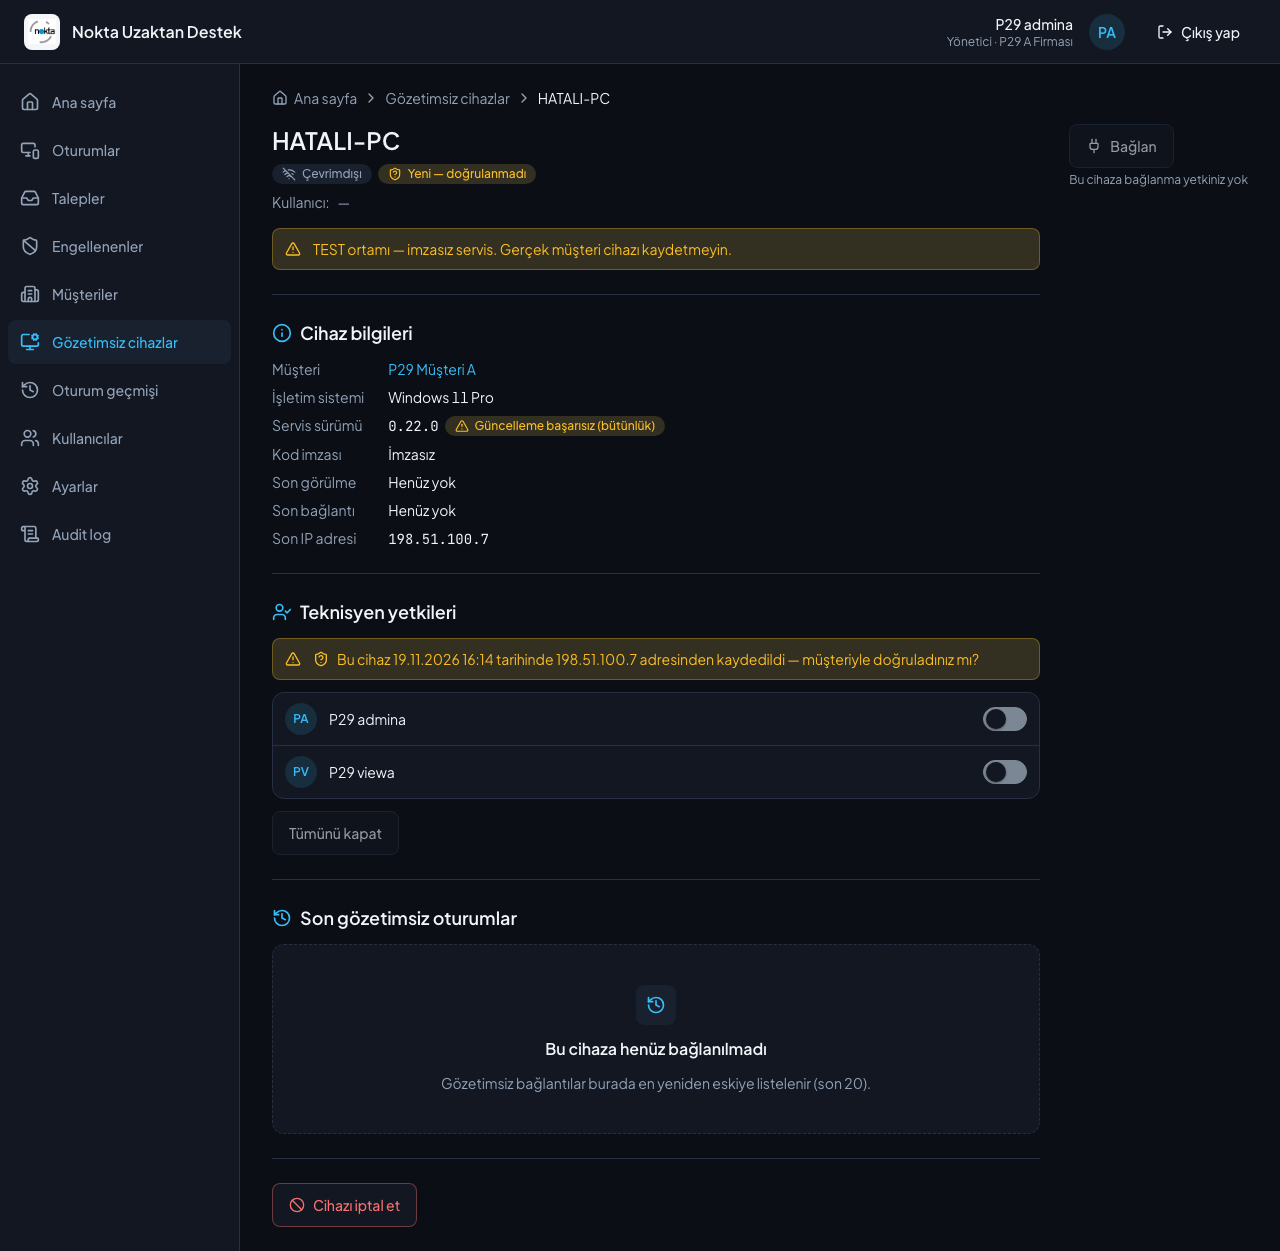 nokta
Nokta Uzaktan Destek
P29 admina
Yönetici · P29 A Firması
PA
Çıkış yap
Ana sayfa
Oturumlar
Talepler
Engellenenler
Müşteriler
Gözetimsiz cihazlar
Oturum geçmişi
Kullanıcılar
Ayarlar
Audit log
Ana sayfa > Gözetimsiz cihazlar > HATALI-PC
HATALI-PC
Çevrimdışı
Yeni — doğrulanmadı
Kullanıcı: —
Bağlan
Bu cihaza bağlanma yetkiniz yok
TEST ortamı — imzasız servis. Gerçek müşteri cihazı kaydetmeyin.
Cihaz bilgileri
Müşteri P29 Müşteri A
İşletim sistemi Windows 11 Pro
Servis sürümü 0.22.0 Güncelleme başarısız (bütünlük)
Kod imzası İmzasız
Son görülme Henüz yok
Son bağlantı Henüz yok
Son IP adresi 198.51.100.7
Teknisyen yetkileri
Bu cihaz 19.11.2026 16:14 tarihinde 198.51.100.7 adresinden kaydedildi — müşteriyle doğruladınız mı?
PA P29 admina
PV P29 viewa
Tümünü kapat
Son gözetimsiz oturumlar
Bu cihaza henüz bağlanılmadı
Gözetimsiz bağlantılar burada en yeniden eskiye listelenir (son 20).
Cihazı iptal et